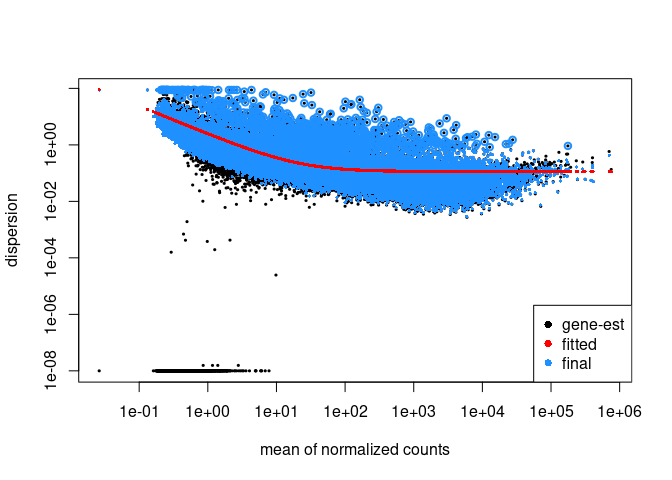 dispersion
1e+00
1e-02
1e-04
1e-06
1e-08
gene-est
fitted
final
1e-01 1e+00 1e+01 1e+02 1e+03 1e+04 1e+05 1e+06
mean of normalized counts